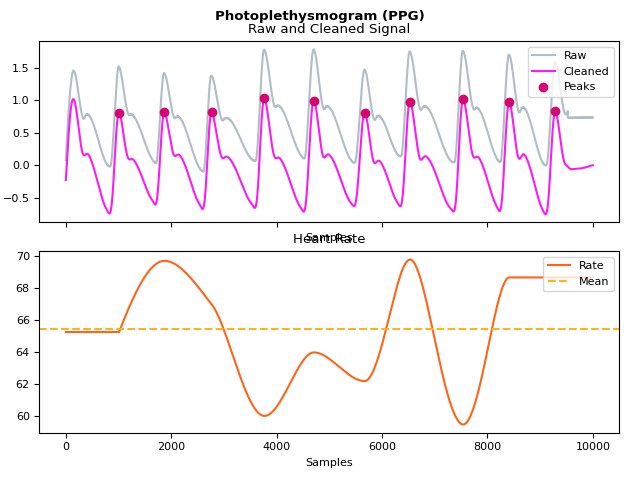 Photoplethysmogram (PPG)
Raw and Cleaned Signal
Raw
Cleaned
Peaks
1.5
1.0
0.5
0.0
−0.5
Samples
Heart Rate
Rate
Mean
70
68
66
64
62
60
0 2000 4000 6000 8000 10000
Samples